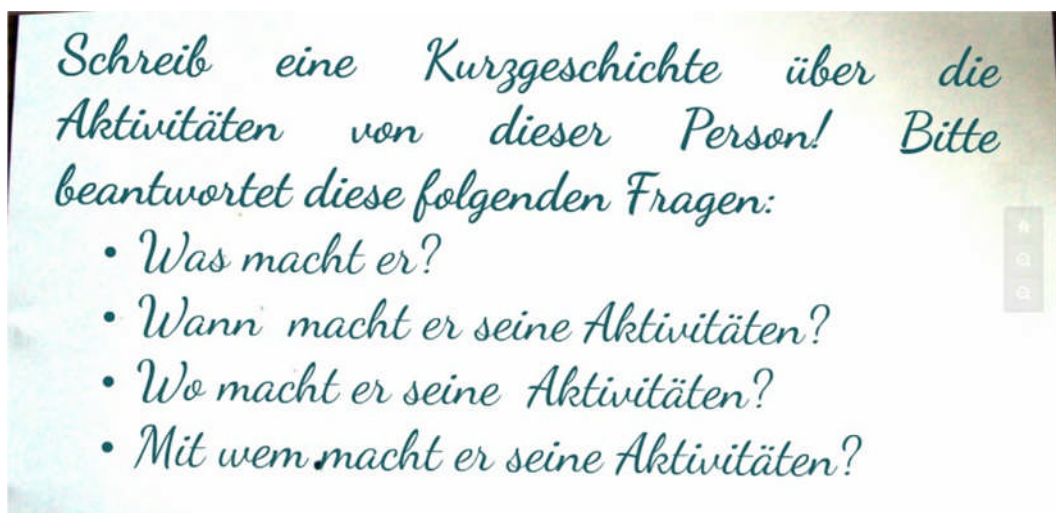 Schreib eine Kurzgeschichte über die
Aktivitäten von dieser Person! Bitte
beantwortet diese folgenden Fragen:
• Was macht er?
• Wann macht er seine Aktivitäten?
• Wo macht er seine Aktivitäten?
• Mit wem macht er seine Aktivitäten?